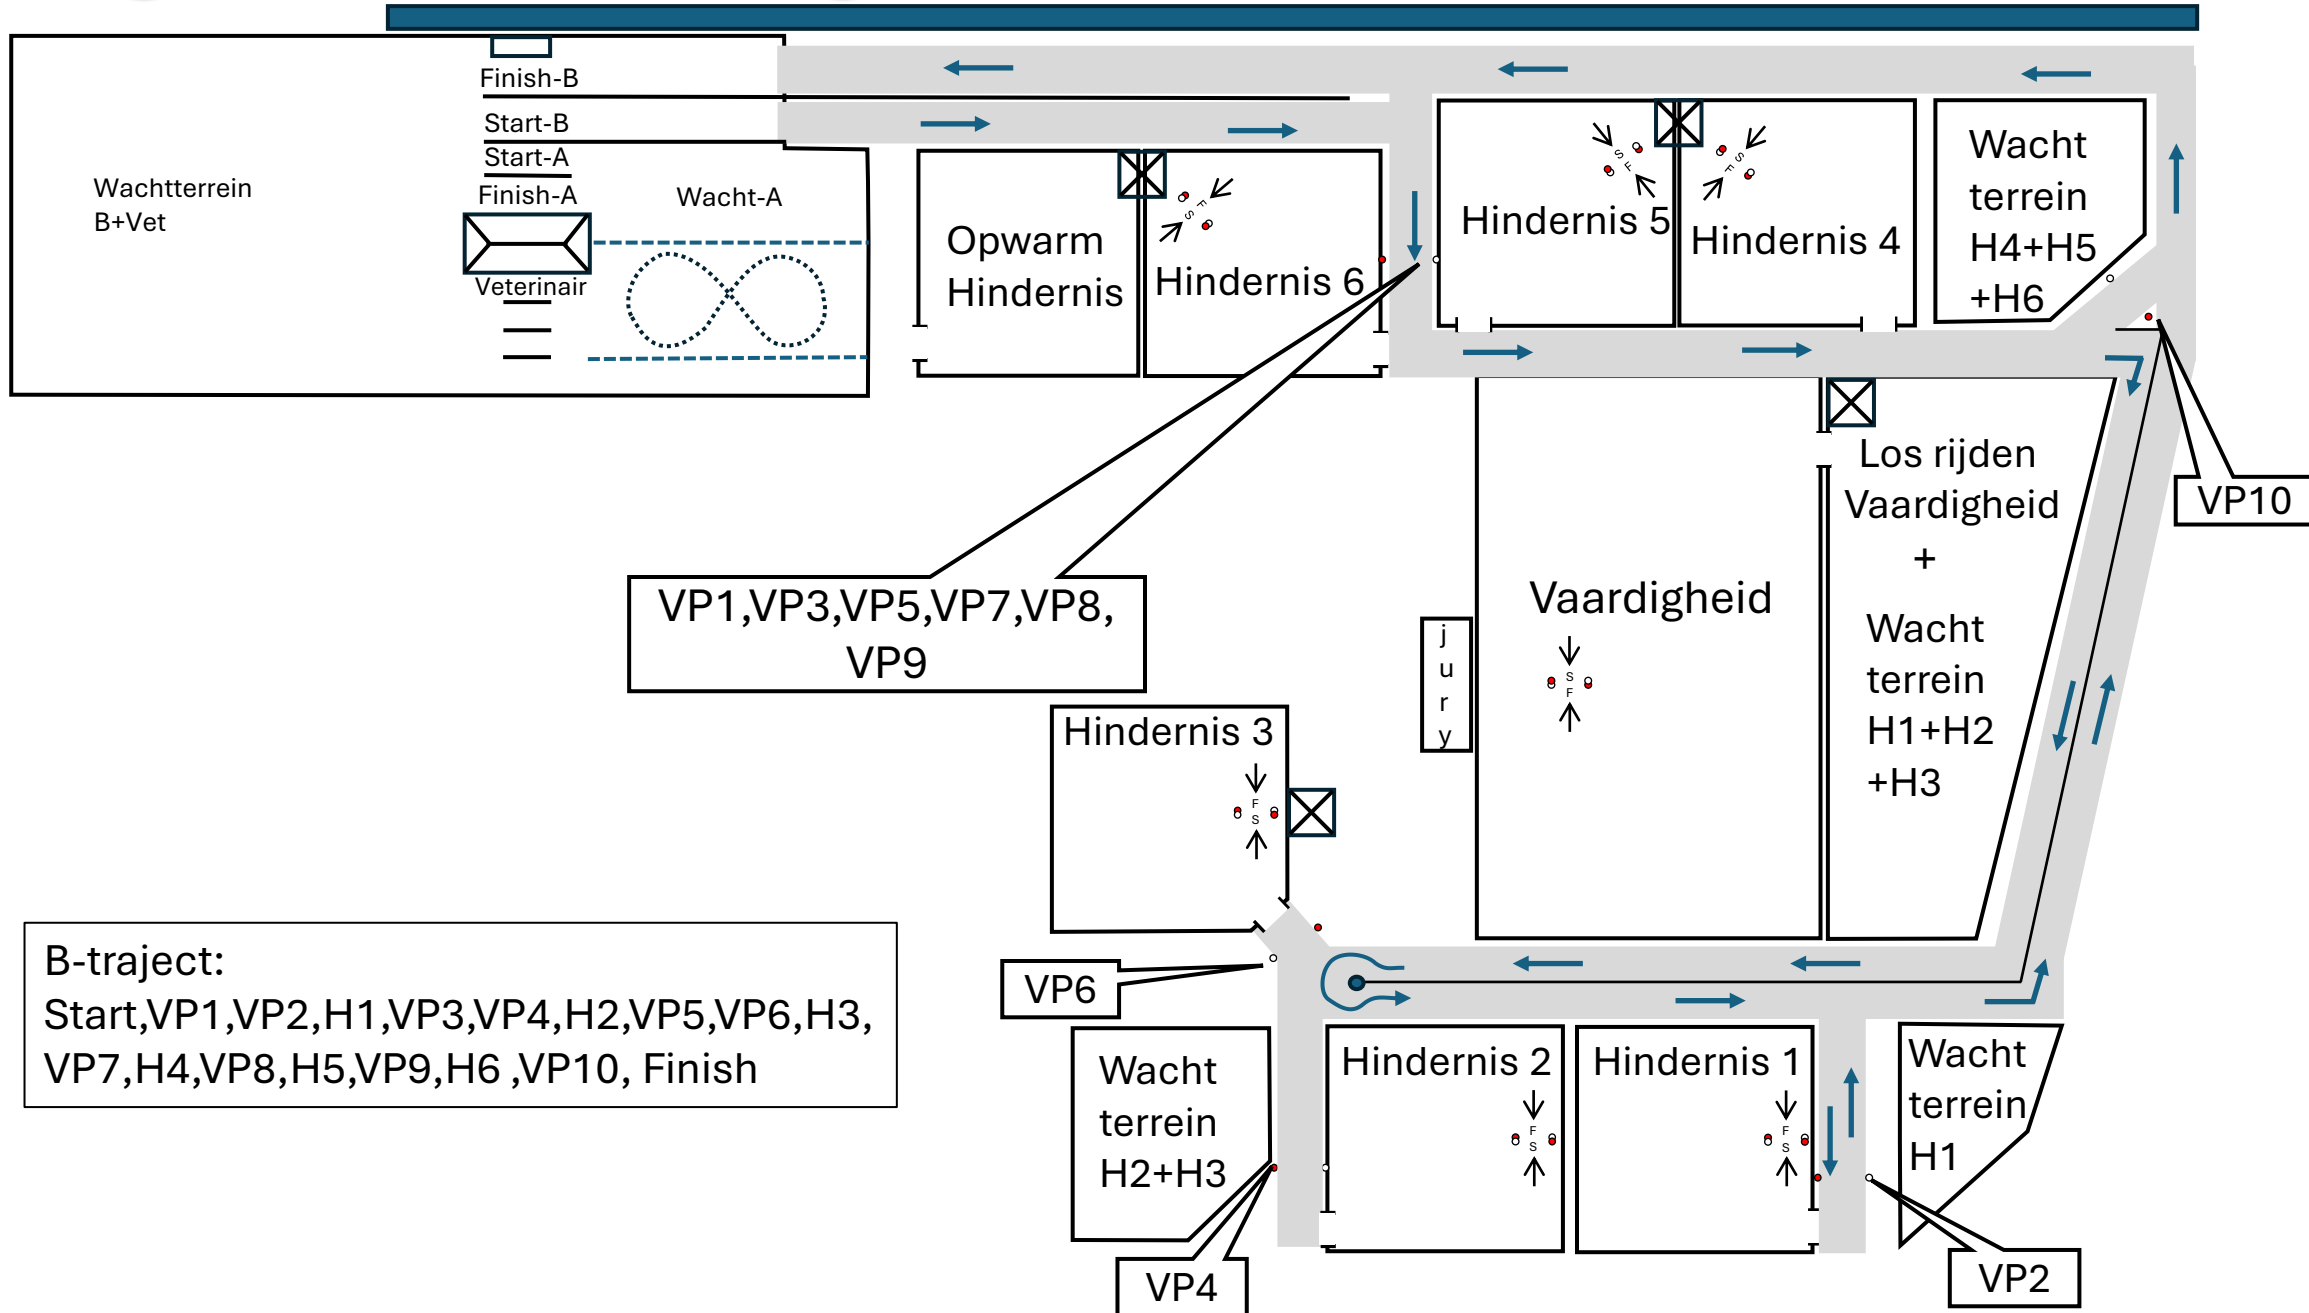 Finish-B
Start-B
Start-A
Finish-A
Veterinair
Wachtterrein
B+Vet
Wacht-A
Opwarm
Hindernis
Hindernis 6
F
S
Hindernis 5
S
F
Hindernis 4
S
F
Wacht
terrein
H4+H5
+H6
VP10
Los rijden
Vaardigheid
+
Wacht
terrein
H1+H2
+H3
Vaardigheid
S
F
j
u
r
y
VP1,VP3,VP5,VP7,VP8,
VP9
Hindernis 3
F
S
VP6
B-traject:
Start,VP1,VP2,H1,VP3,VP4,H2,VP5,VP6,H3,
VP7,H4,VP8,H5,VP9,H6 ,VP10, Finish
Wacht
terrein
H2+H3
VP4
Hindernis 2
F
S
Hindernis 1
F
S
Wacht
terrein
H1
VP2